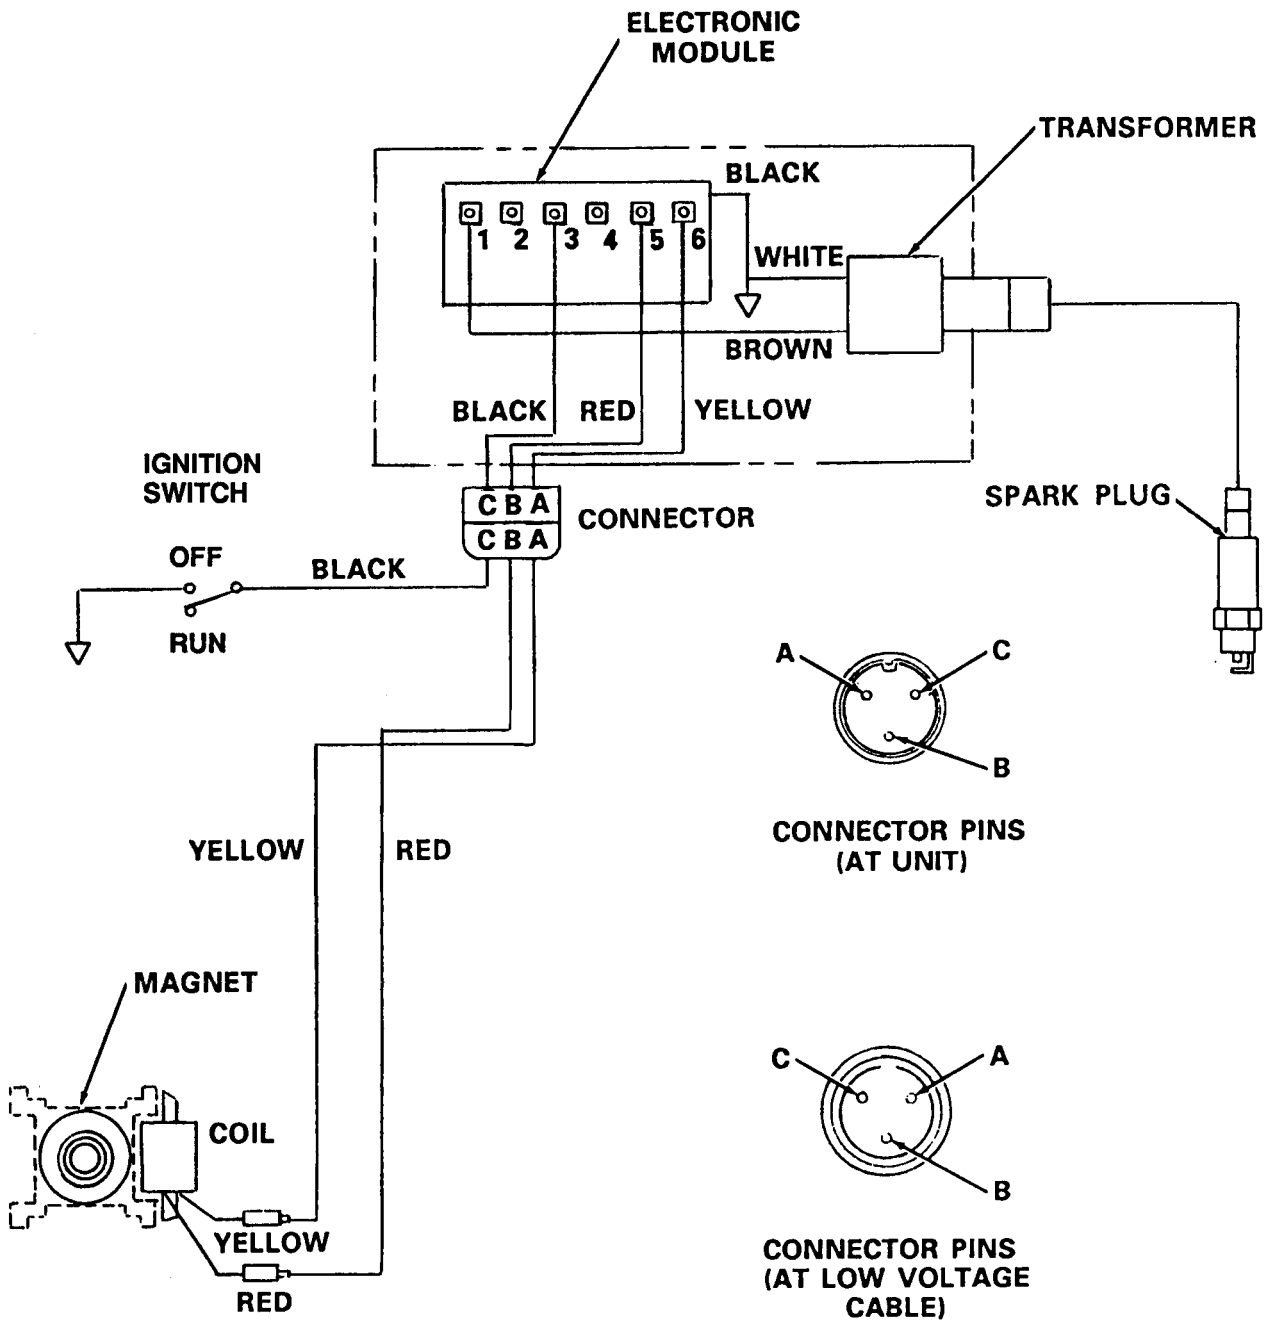 ELECTRONIC
MODULE
TRANSFORMER
BLACK
1 2 3 4 5 6
WHITE
BROWN
BLACK RED YELLOW
IGNITION
SWITCH
C B A
CONNECTOR
C B A
SPARK PLUG
OFF
BLACK
RUN
A
C
B
CONNECTOR PINS
(AT UNIT)
YELLOW
RED
MAGNET
COIL
YELLOW
RED
C
A
B
CONNECTOR PINS
(AT LOW VOLTAGE
CABLE)